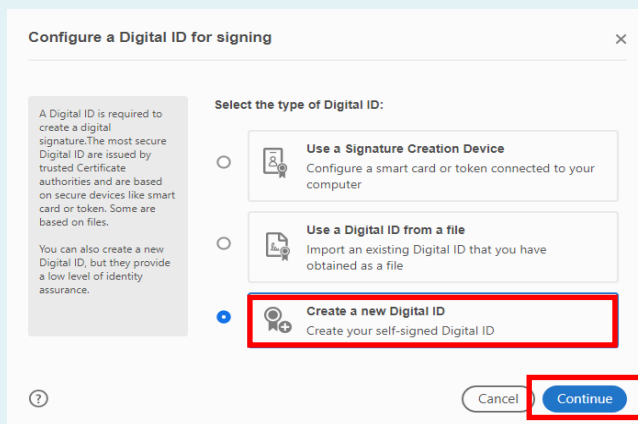 Configure a Digital ID for signing
A Digital ID is required to
create a digital
signature.The most secure
Digital ID are issued by
trusted Certificate
authorities and are based
on secure devices like smart
card or token. Some are
based on files.
You can also create a new
Digital ID, but they provide
a low level of identity
assurance.
Select the type of Digital ID:
Use a Signature Creation Device
Configure a smart card or token connected to your
computer
Use a Digital ID from a file
Import an existing Digital ID that you have
obtained as a file
Create a new Digital ID
Create your self-signed Digital ID
?
Cancel
Continue